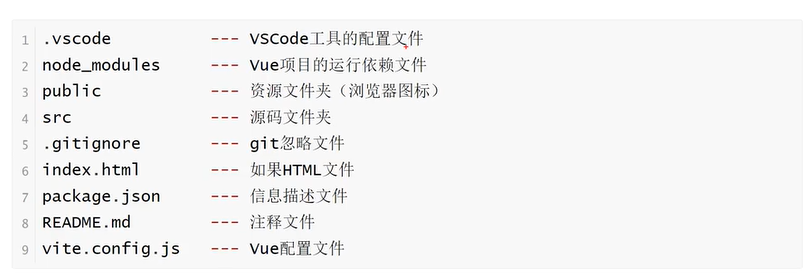 1 .vscode --- VSCode工具的配置文件
2 node_modules --- Vue项目的运行依赖文件
3 public --- 资源文件夹（浏览器图标）
4 src --- 源码文件夹
5 .gitignore --- git忽略文件
6 index.html --- 如果HTML文件
7 package.json --- 信息描述文件
8 README.md --- 注释文件
9 vite.config.js --- Vue配置文件